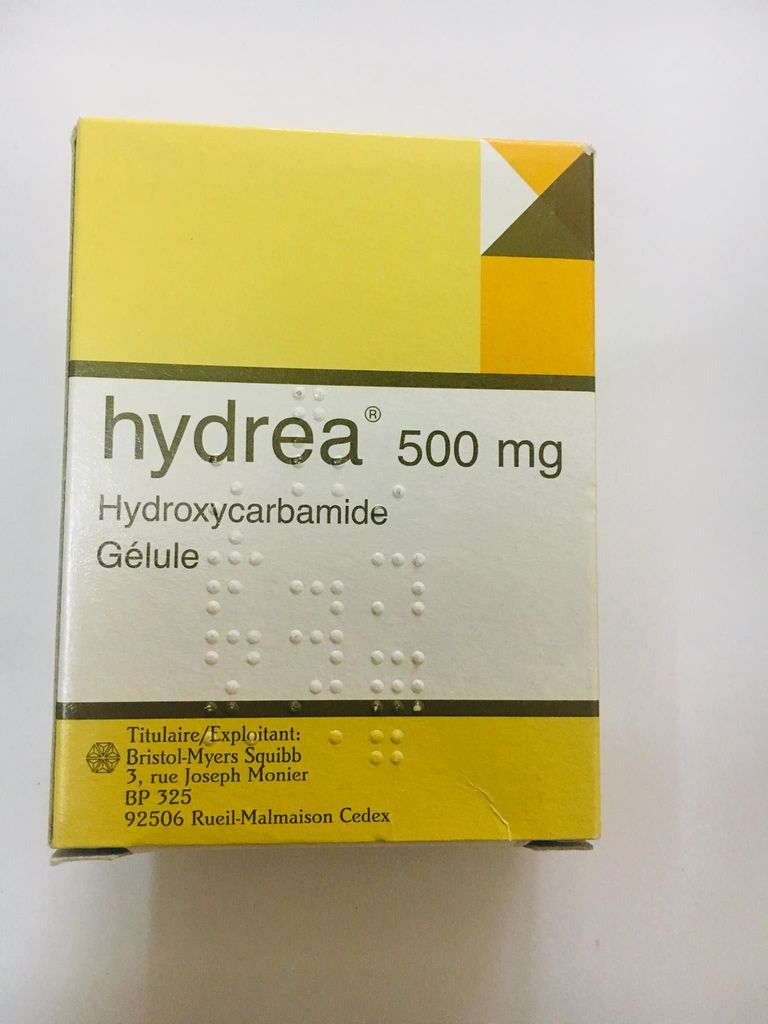 hydrea® 500 mg
Hydroxycarbamide
Gélule
Titulaire/Exploitant:
Bristol-Myers Squibb
3, rue Joseph Monier
BP 325
92506 Rueil-Malmaison Cedex